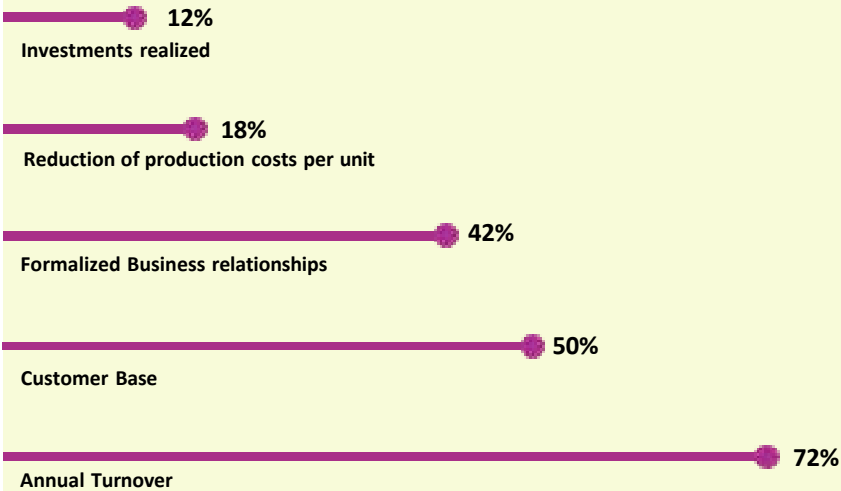 12%
Investments realized
18%
Reduction of production costs per unit
42%
Formalized Business relationships
50%
Customer Base
72%
Annual Turnover